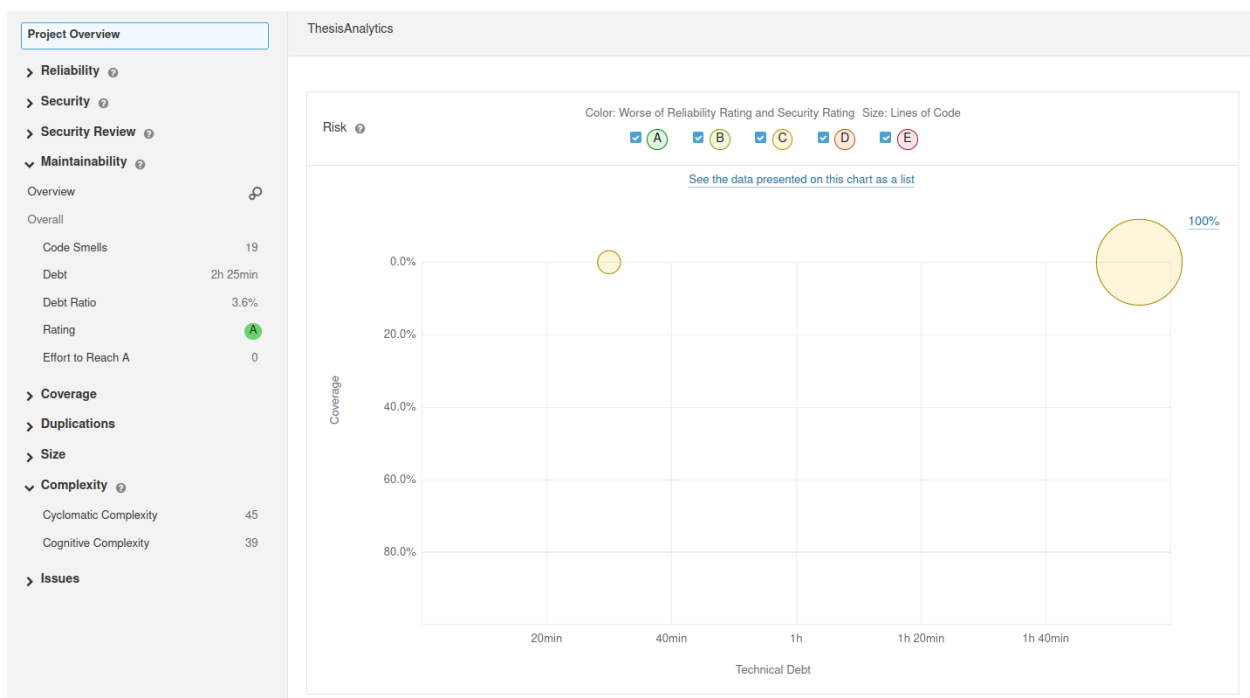 Project Overview
ThesisAnalytics
Reliability
Security
Security Review
Maintainability
Overview
Overall
Code Smells 19
Debt 2h 25min
Debt Ratio 3.6%
Rating A
Effort to Reach A 0
Coverage
Duplications
Size
Complexity
Cyclomatic Complexity 45
Cognitive Complexity 39
Issues
Risk
Color: Worse of Reliability Rating and Security Rating Size: Lines of Code
A B C D E
See the data presented on this chart as a list
100%
0.0%
20.0%
40.0%
60.0%
80.0%
Coverage
20min 40min 1h 1h 20min 1h 40min
Technical Debt